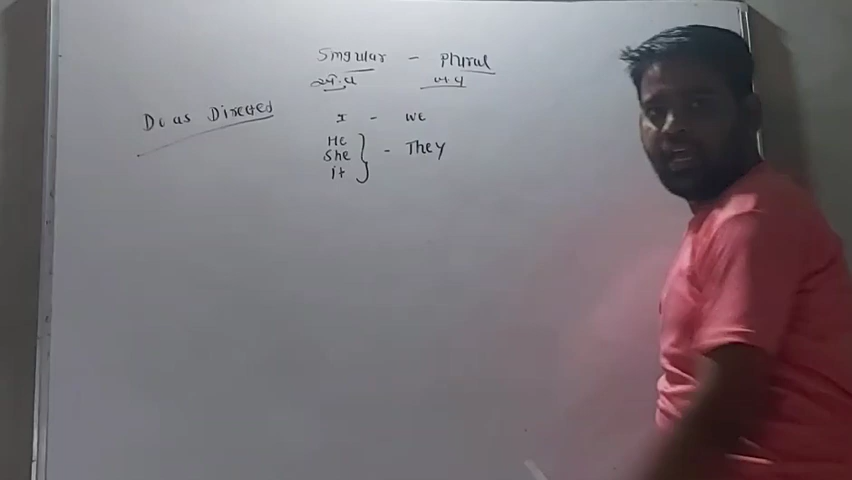 Singular - Plural
એ.વ બ.વ
Do as Directed
I - we
He
She } - They
it